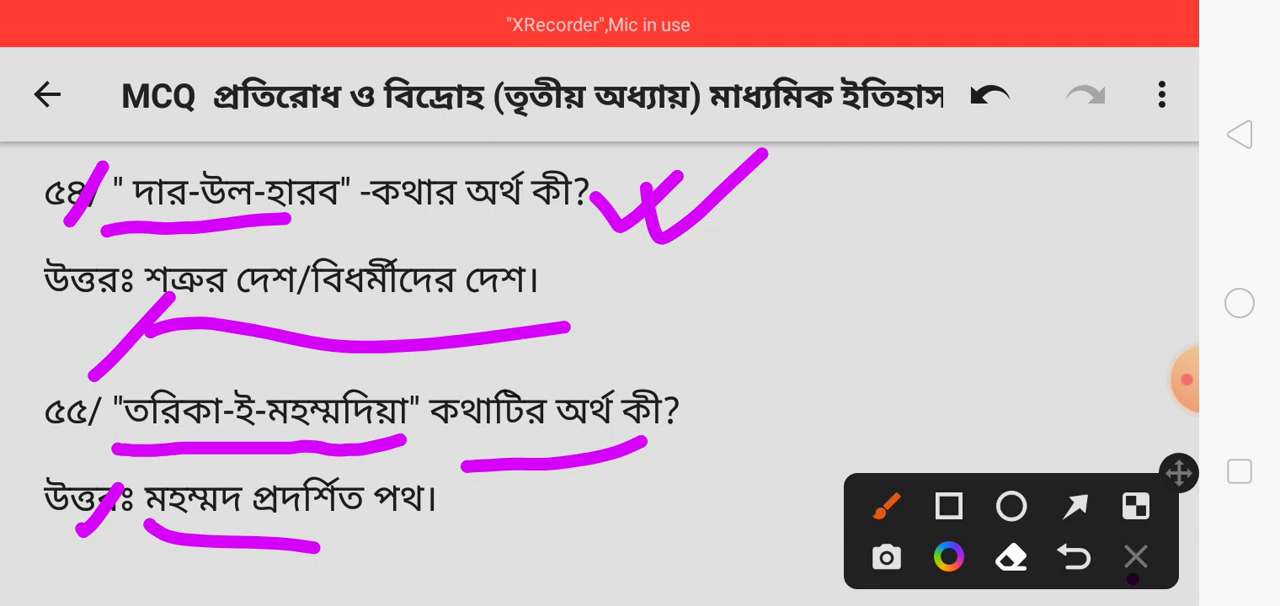 "XRecorder",Mic in use
MCQ প্রতিরোধ ও বিদ্রোহ (তৃতীয় অধ্যায়) মাধ্যমিক ইতিহাস
৫৪/ " দার-উল-হারব" -কথার অর্থ কী?
উত্তরঃ শত্রুর দেশ/বিধর্মীদের দেশ।
৫৫/ "তরিকা-ই-মহম্মদিয়া" কথাটির অর্থ কী?
উত্তরঃ মহম্মদ প্রদর্শিত পথ।